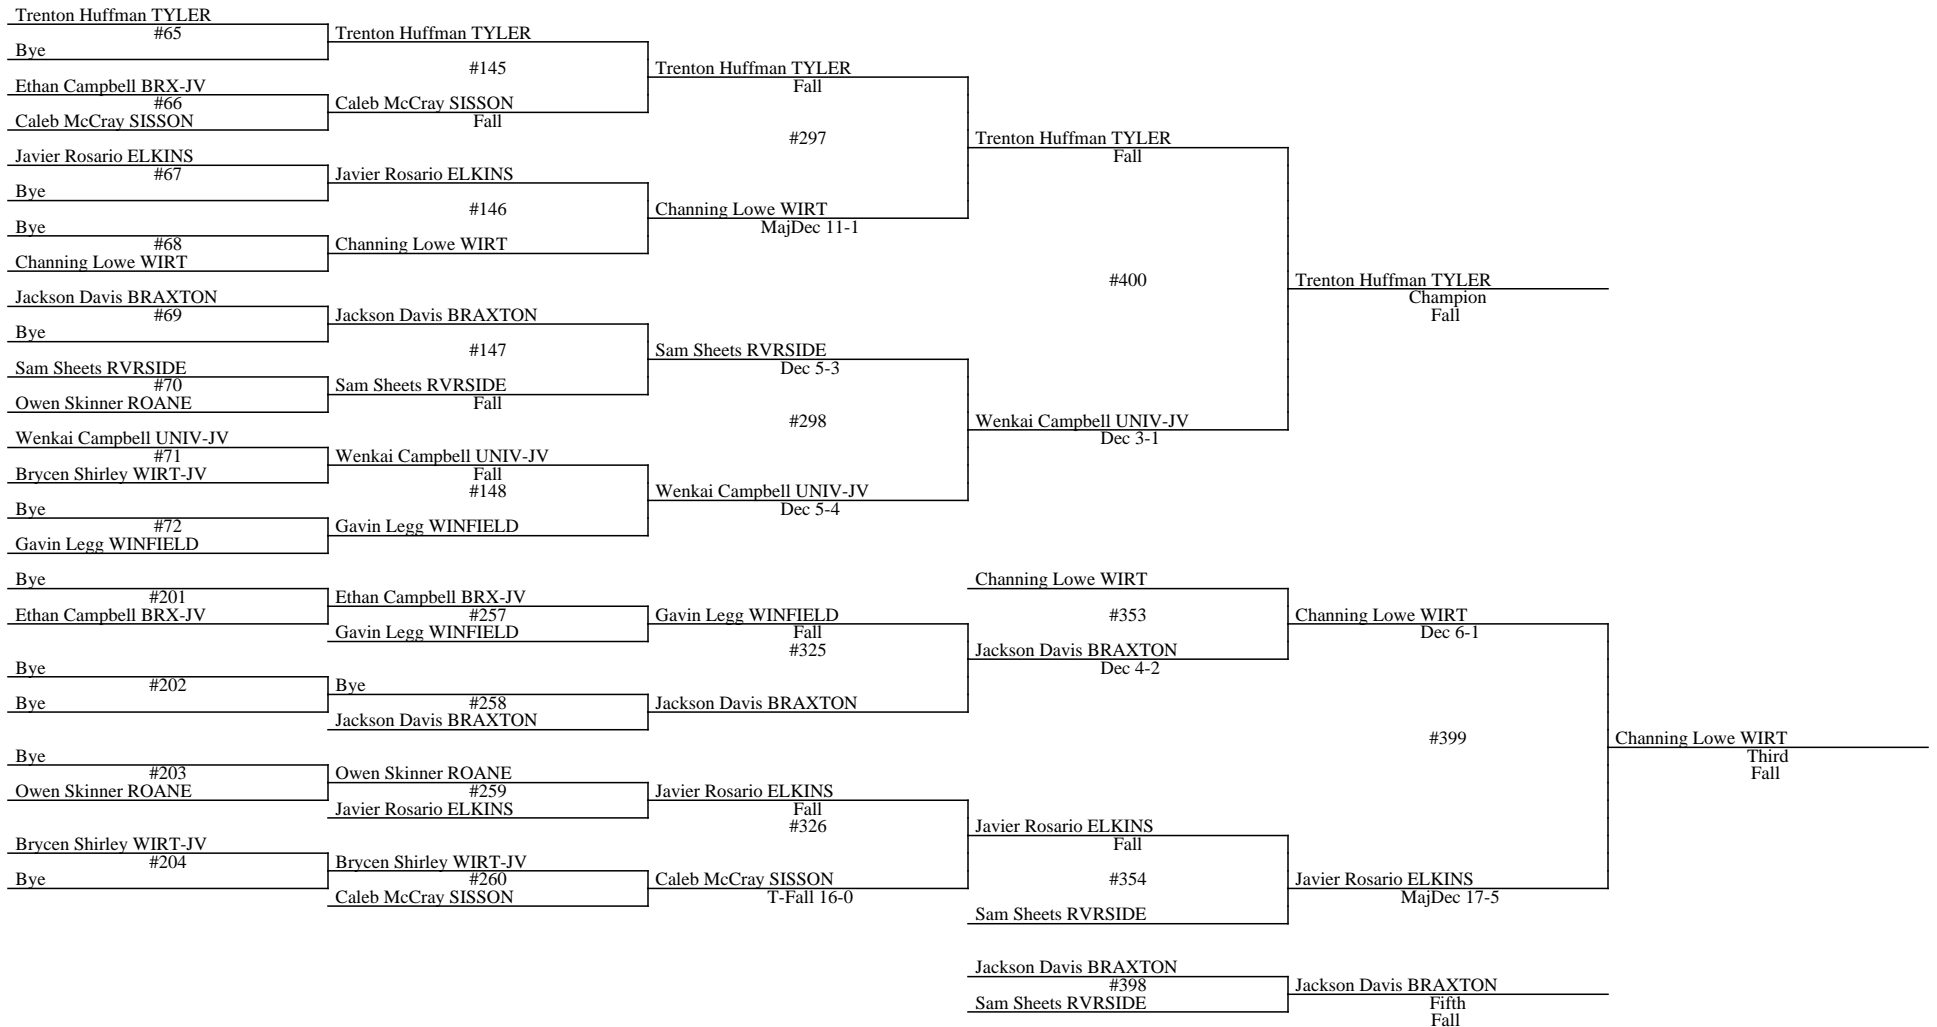 Trenton Huffman TYLER
#65
Bye
Trenton Huffman TYLER
#145
Ethan Campbell BRX-JV
#66
Caleb McCray SISSON
Caleb McCray SISSON
Fall
Trenton Huffman TYLER
Fall
#297
Javier Rosario ELKINS
#67
Bye
Javier Rosario ELKINS
#146
Bye
#68
Channing Lowe WIRT
Channing Lowe WIRT
Channing Lowe WIRT
MajDec 11-1
Trenton Huffman TYLER
Fall
#400
Jackson Davis BRAXTON
#69
Bye
Jackson Davis BRAXTON
#147
Sam Sheets RVRSIDE
#70
Owen Skinner ROANE
Sam Sheets RVRSIDE
Fall
Sam Sheets RVRSIDE
Dec 5-3
#298
Wenkai Campbell UNIV-JV
#71
Brycen Shirley WIRT-JV
Wenkai Campbell UNIV-JV
Fall
#148
Bye
#72
Gavin Legg WINFIELD
Gavin Legg WINFIELD
Wenkai Campbell UNIV-JV
Dec 5-4
Wenkai Campbell UNIV-JV
Dec 3-1
Trenton Huffman TYLER
Champion
Fall
Bye
#201
Ethan Campbell BRX-JV
Ethan Campbell BRX-JV
#257
Gavin Legg WINFIELD
Gavin Legg WINFIELD
Fall
#325
Bye
#202
Bye
Bye
#258
Jackson Davis BRAXTON
Jackson Davis BRAXTON
Channing Lowe WIRT
#353
Jackson Davis BRAXTON
Dec 4-2
Channing Lowe WIRT
Dec 6-1
#399
Bye
#203
Owen Skinner ROANE
Owen Skinner ROANE
#259
Javier Rosario ELKINS
Javier Rosario ELKINS
Fall
#326
Brycen Shirley WIRT-JV
#204
Bye
Brycen Shirley WIRT-JV
#260
Caleb McCray SISSON
Caleb McCray SISSON
T-Fall 16-0
Javier Rosario ELKINS
Fall
#354
Sam Sheets RVRSIDE
Javier Rosario ELKINS
MajDec 17-5
Channing Lowe WIRT
Third
Fall
Jackson Davis BRAXTON
#398
Sam Sheets RVRSIDE
Jackson Davis BRAXTON
Fifth
Fall